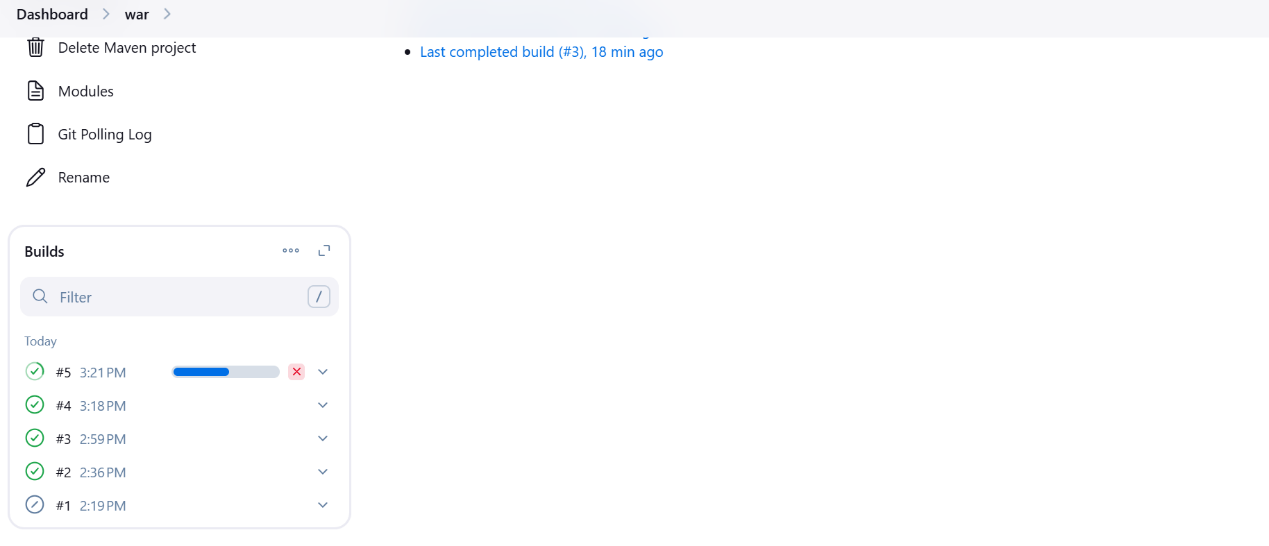 Dashboard
war
Delete Maven project
Last completed build (#3), 18 min ago
Modules
Git Polling Log
Rename
Builds
Filter /
Today
#5 3:21 PM
#4 3:18 PM
#3 2:59 PM
#2 2:36 PM
#1 2:19 PM